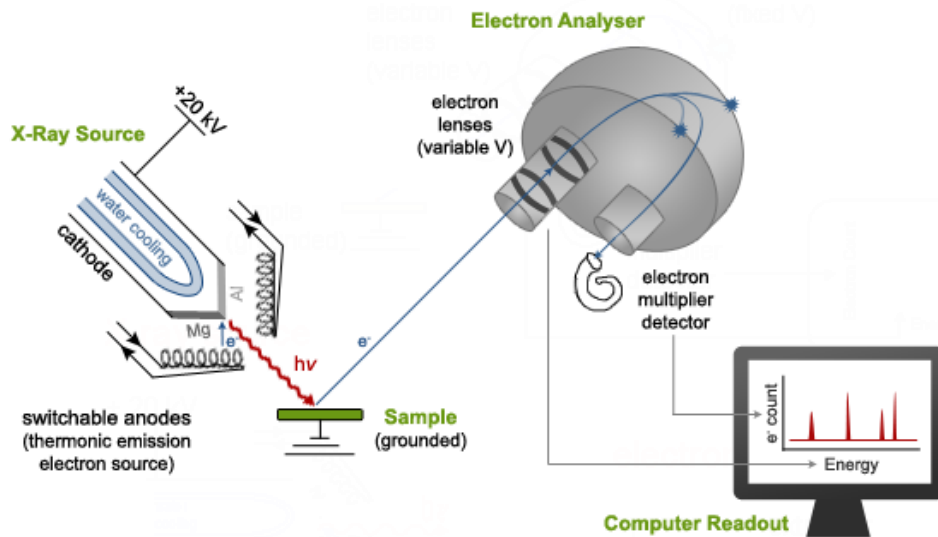 Electron Analyser
+20 kV
X-Ray Source
electron
lenses
(variable V)
water cooling
cathode
Al
Mg
e-
hν
e-
electron
multiplier
detector
switchable anodes
(thermonic emission
electron source)
Sample
(grounded)
e- count
Energy
Computer Readout